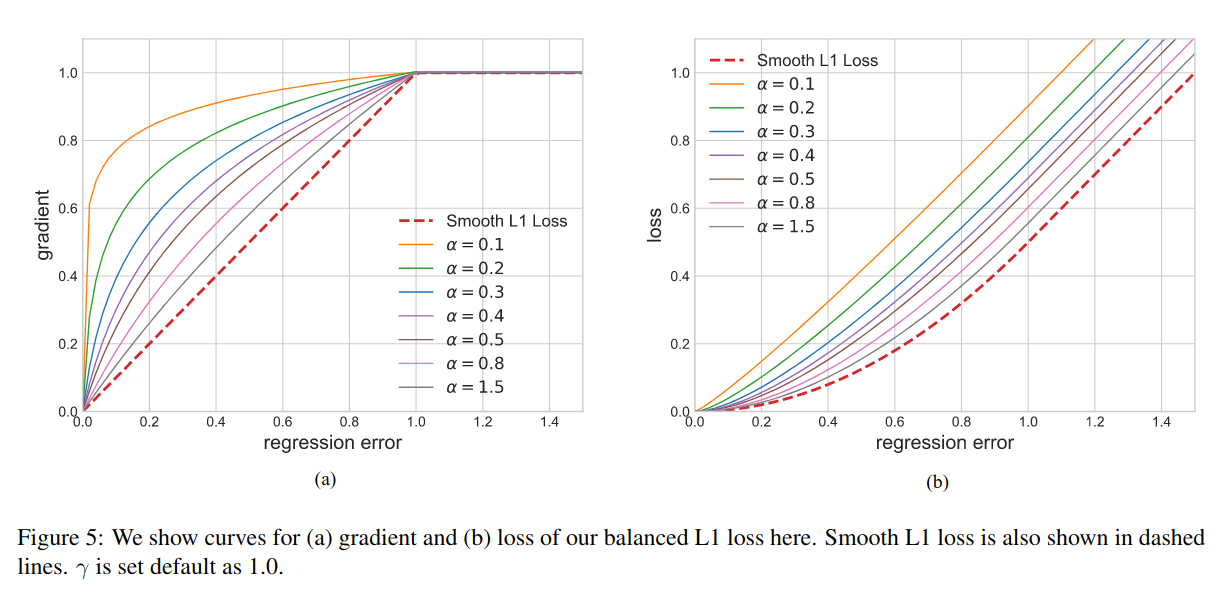 1.0
0.8
0.6
0.4
0.2
0.0
gradient
Smooth L1 Loss
α = 0.1
α = 0.2
α = 0.3
α = 0.4
α = 0.5
α = 0.8
α = 1.5
0.0 0.2 0.4 0.6 0.8 1.0 1.2 1.4
regression error
(a)
1.0
0.8
0.6
0.4
0.2
0.0
loss
Smooth L1 Loss
α = 0.1
α = 0.2
α = 0.3
α = 0.4
α = 0.5
α = 0.8
α = 1.5
0.0 0.2 0.4 0.6 0.8 1.0 1.2 1.4
regression error
(b)
Figure 5: We show curves for (a) gradient and (b) loss of our balanced L1 loss here. Smooth L1 loss is also shown in dashed
lines. γ is set default as 1.0.